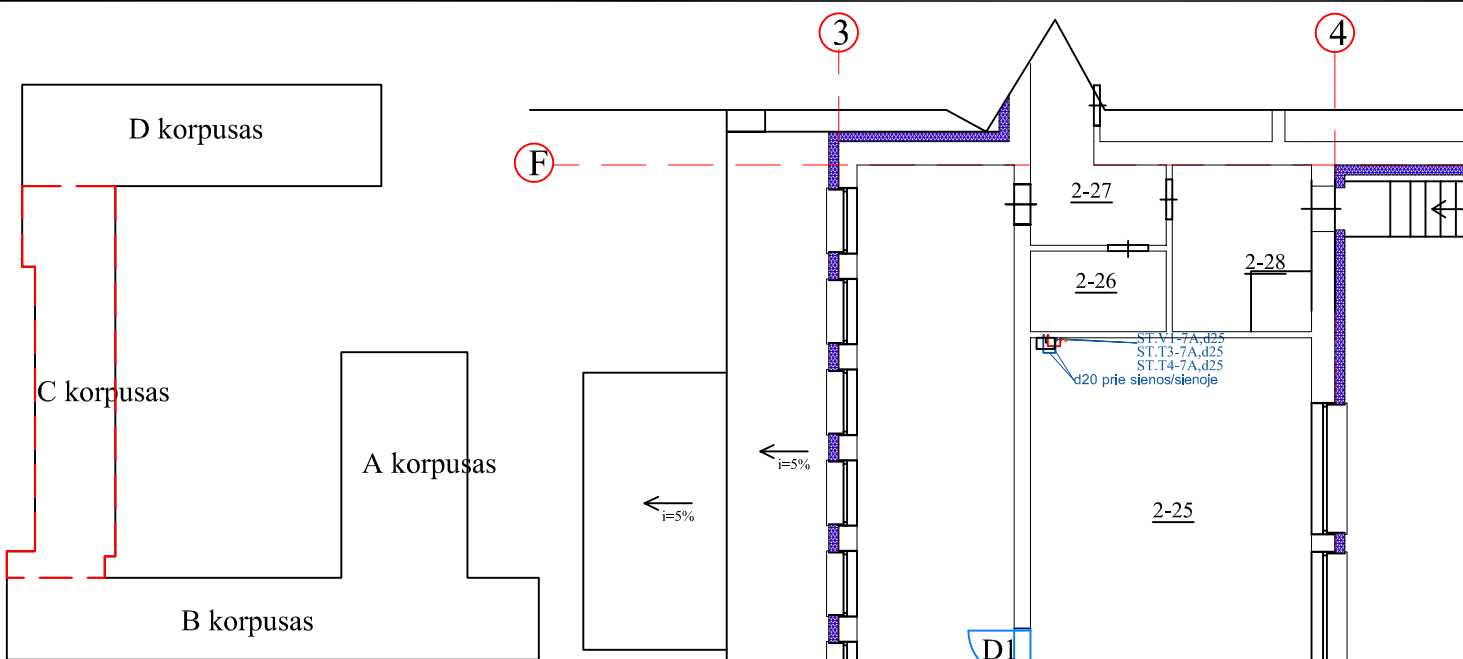 3
4
D korpusas
F
2-27
2-28
2-26
ST.V1-7A,d25
ST.T3-7A,d25
ST.T4-7A,d25
d20 prie sienos/sienoje
C korpusas
A korpusas
i=5%
i=5%
2-25
B korpusas
D1